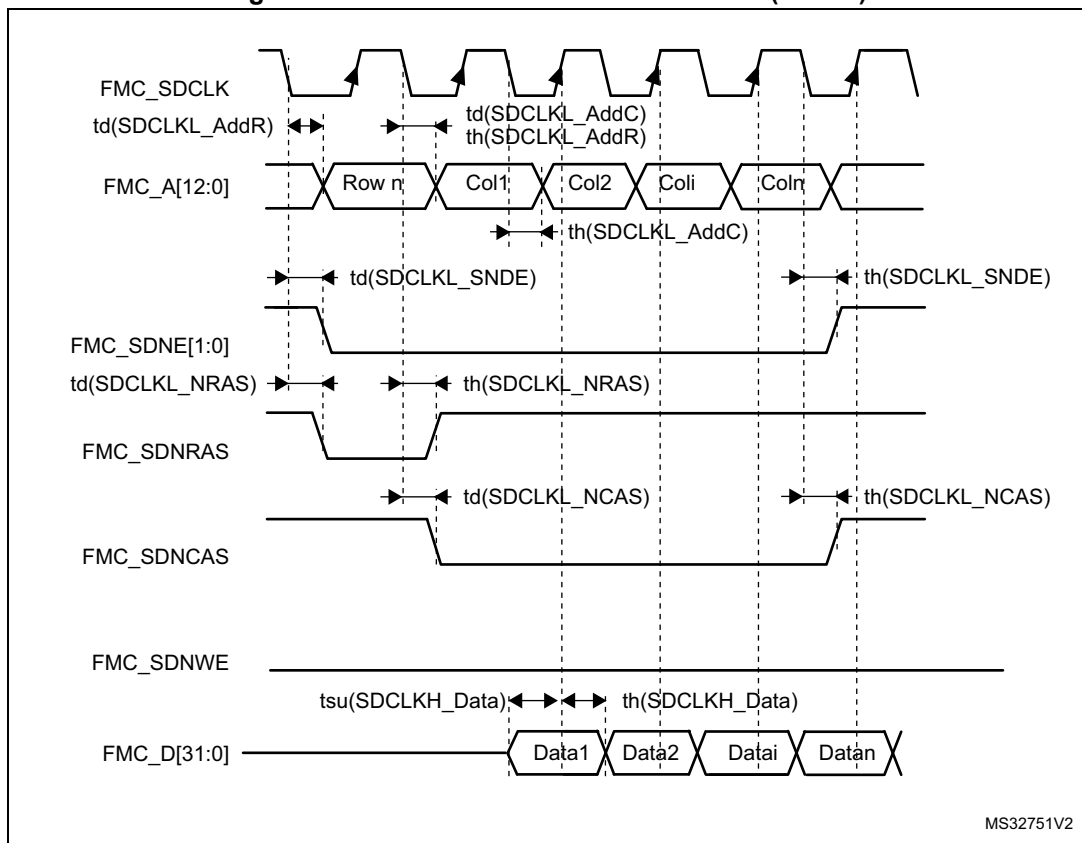 FMC_SDCLK
td(SDCLKL_AddR)
td(SDCLKL_AddC)
th(SDCLKL_AddR)
FMC_A[12:0]
Row n
Col1
Col2
Coli
Coln
th(SDCLKL_AddC)
td(SDCLKL_SNDE)
th(SDCLKL_SNDE)
FMC_SDNE[1:0]
td(SDCLKL_NRAS)
th(SDCLKL_NRAS)
FMC_SDNRAS
td(SDCLKL_NCAS)
th(SDCLKL_NCAS)
FMC_SDNCAS
FMC_SDNWE
tsu(SDCLKH_Data)
th(SDCLKH_Data)
FMC_D[31:0]
Data1
Data2
Datai
Datan
MS32751V2